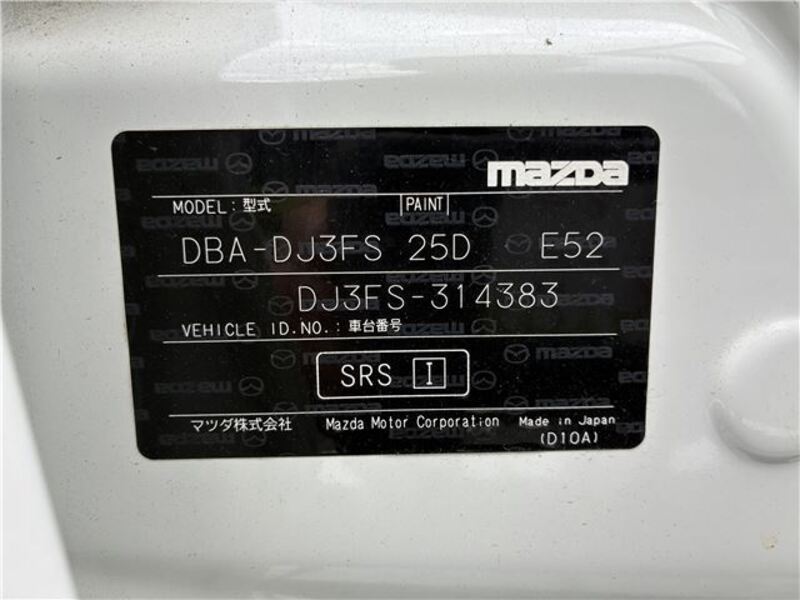 mazda
MODEL:型式 PAINT
DBA-DJ3FS 25D E52
DJ3FS-314383
VEHICLE ID.NO.:車台番号
SRS I
マツダ株式会社 Mazda Motor Corporation Made in Japan
(D10A)